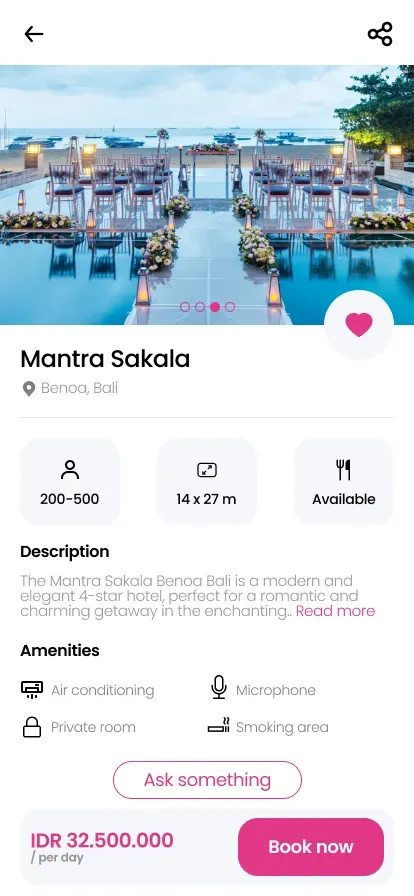 Mantra Sakala
Benoa, Bali
200-500
14 x 27 m
Available
Description
The Mantra Sakala Benoa Bali is a modern and
elegant 4-star hotel, perfect for a romantic and
charming getaway in the enchanting.. Read more
Amenities
Air conditioning
Microphone
Private room
Smoking area
Ask something
IDR 32.500.000
/ per day
Book now